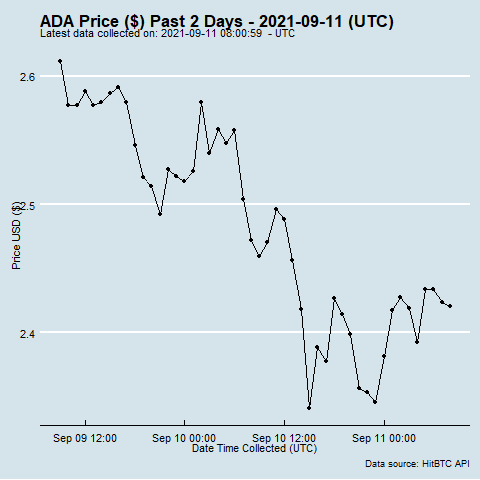 ADA Price ($) Past 2 Days - 2021-09-11 (UTC)
Latest data collected on: 2021-09-11 08:00:59 - UTC
2.6
2.5
2.4
Price USD ($)
Sep 09 12:00 Sep 10 00:00 Sep 10 12:00 Sep 11 00:00
Date Time Collected (UTC)
Data source: HitBTC API